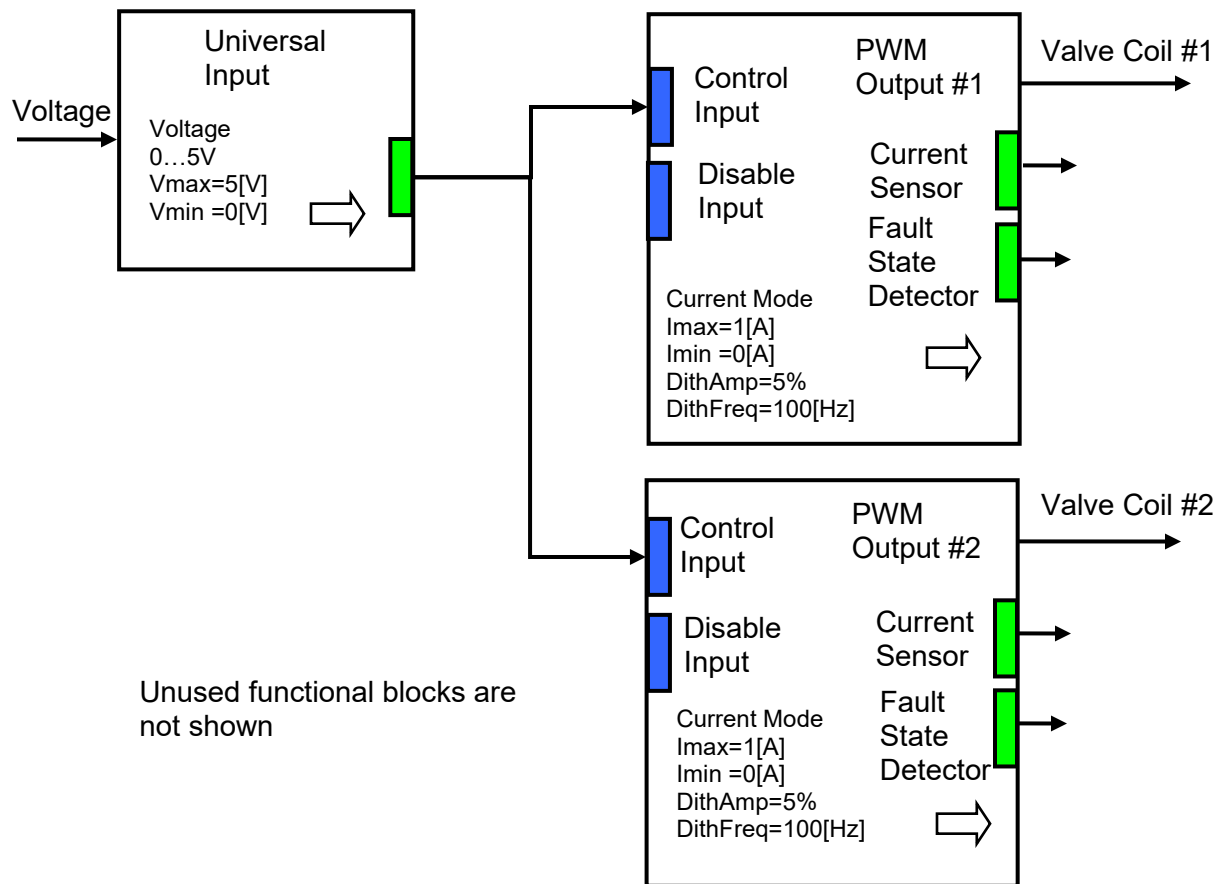 Voltage
Universal
Input
Voltage
0…5V
Vmax=5[V]
Vmin =0[V]
PWM
Output #1
Control
Input
Disable
Input
Current
Sensor
Fault
State
Detector
Current Mode
Imax=1[A]
Imin =0[A]
DithAmp=5%
DithFreq=100[Hz]
Valve Coil #1
PWM
Output #2
Control
Input
Disable
Input
Current
Sensor
Fault
State
Detector
Current Mode
Imax=1[A]
Imin =0[A]
DithAmp=5%
DithFreq=100[Hz]
Valve Coil #2
Unused functional blocks are
not shown